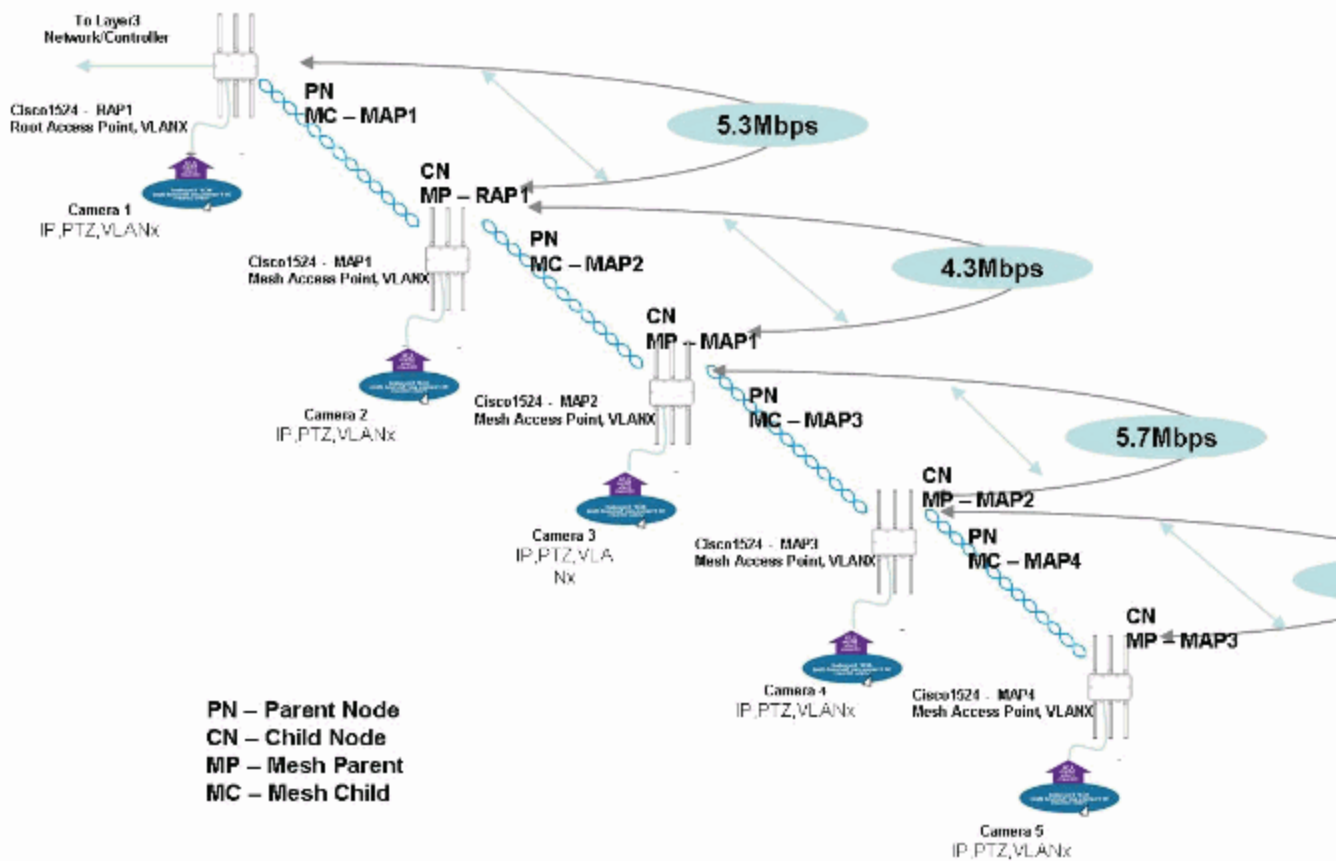 To Layer3
Network/Controller
Cisco1524 - RAP1
Root Access Point, VLANX
PN
MC – MAP1
5.3Mbps
Camera 1
IP,PTZ,VLANx
CN
MP – RAP1
Cisco1524 - MAP1
Mesh Access Point, VLANX
PN
MC – MAP2
4.3Mbps
Camera 2
IP,PTZ,VLANx
CN
MP – MAP1
Cisco1524 - MAP2
Mesh Access Point, VLANX
PN
MC – MAP3
5.7Mbps
Camera 3
IP,PTZ,VLA
Nx
CN
MP – MAP2
Cisco1524 - MAP3
Mesh Access Point, VLANX
PN
MC – MAP4
Camera 4
IP,PTZ,VLANx
CN
MP – MAP3
Cisco1524 - MAP4
Mesh Access Point, VLANX
Camera 5
IP,PTZ,VLANx
PN – Parent Node
CN – Child Node
MP – Mesh Parent
MC – Mesh Child